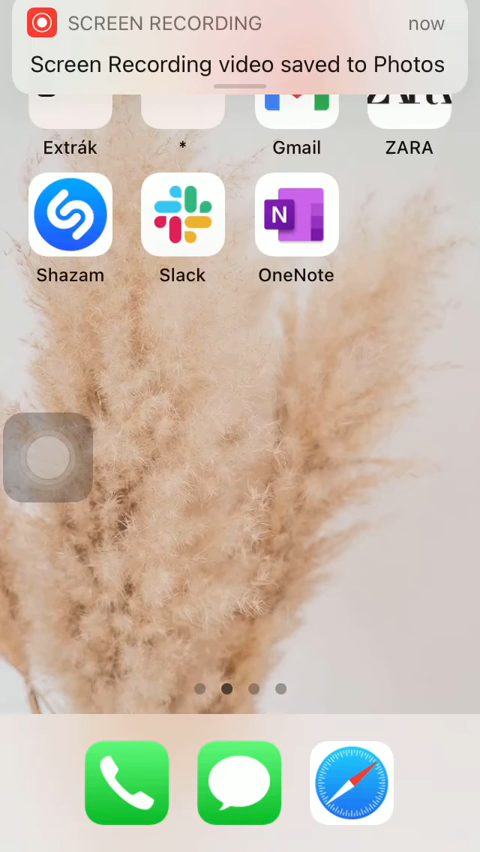 SCREEN RECORDING now
Screen Recording video saved to Photos
Extrák * Gmail ZARA
Shazam Slack OneNote
N